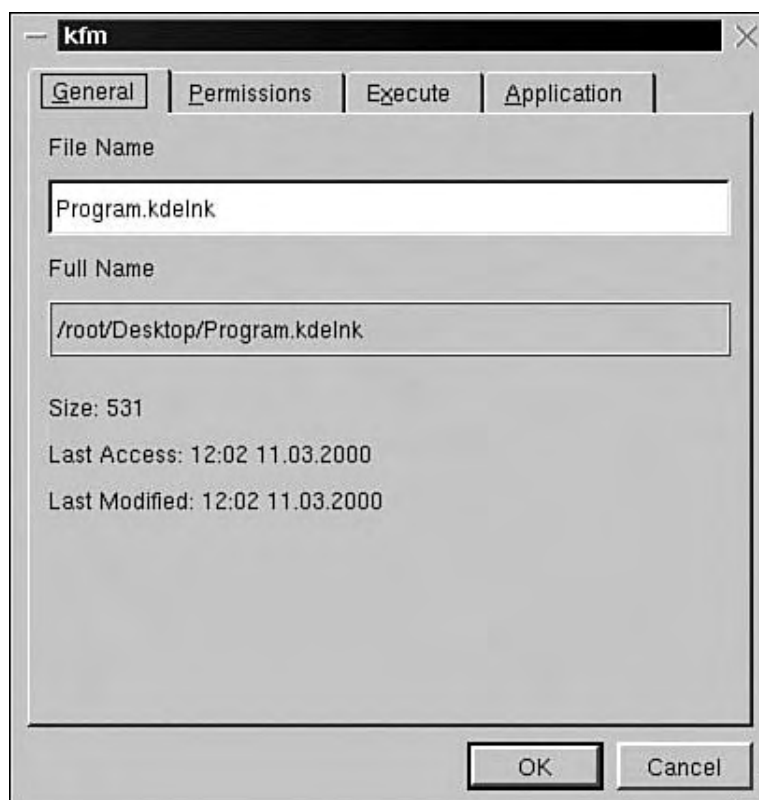 kfm
General Permissions Execute Application
File Name
Program.kdelnk
Full Name
/root/Desktop/Program.kdelnk
Size: 531
Last Access: 12:02 11.03.2000
Last Modified: 12:02 11.03.2000
OK Cancel